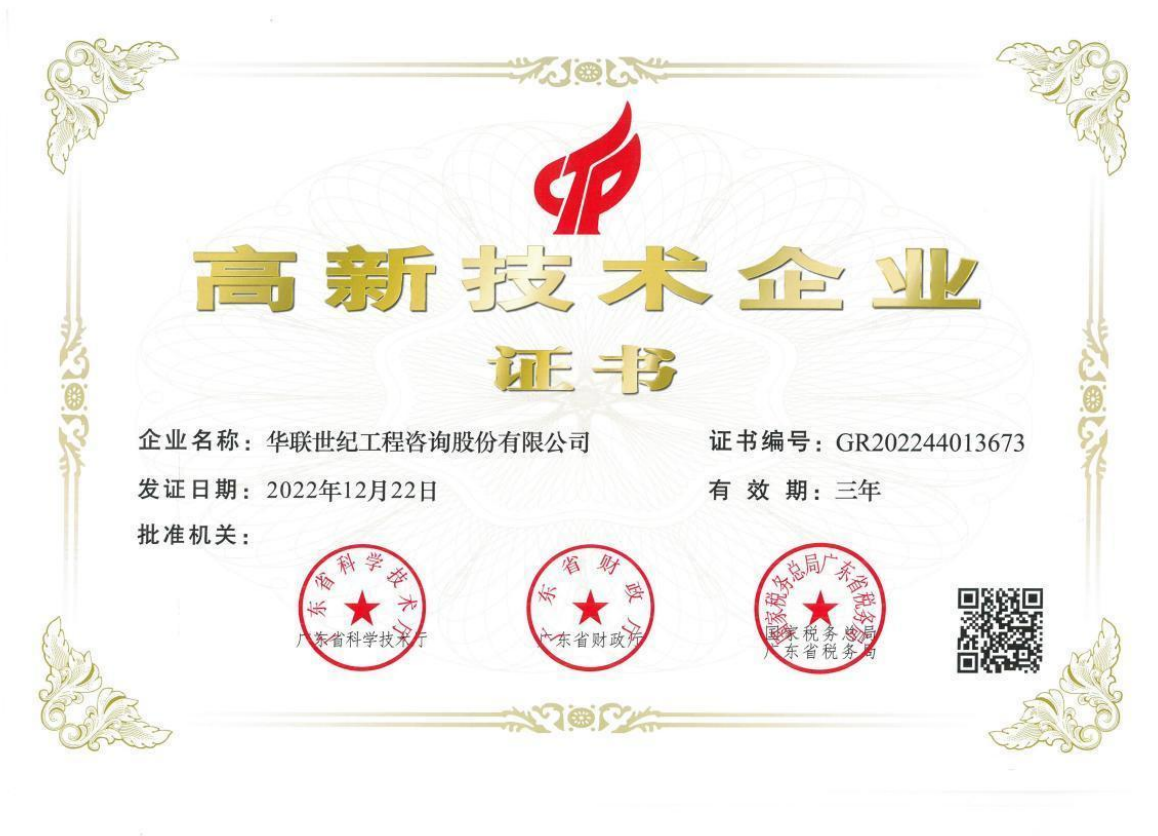 高新技术企业
证书
企业名称：华联世纪工程咨询股份有限公司
证书编号：GR202244013673
发证日期：2022年12月22日
有 效 期：三年
批准机关：
广东省科学技术厅
广东省科学技术厅
广东省财政厅
广东省财政厅
国家税务总局广东省税务局
国家税务总局
广东省税务局